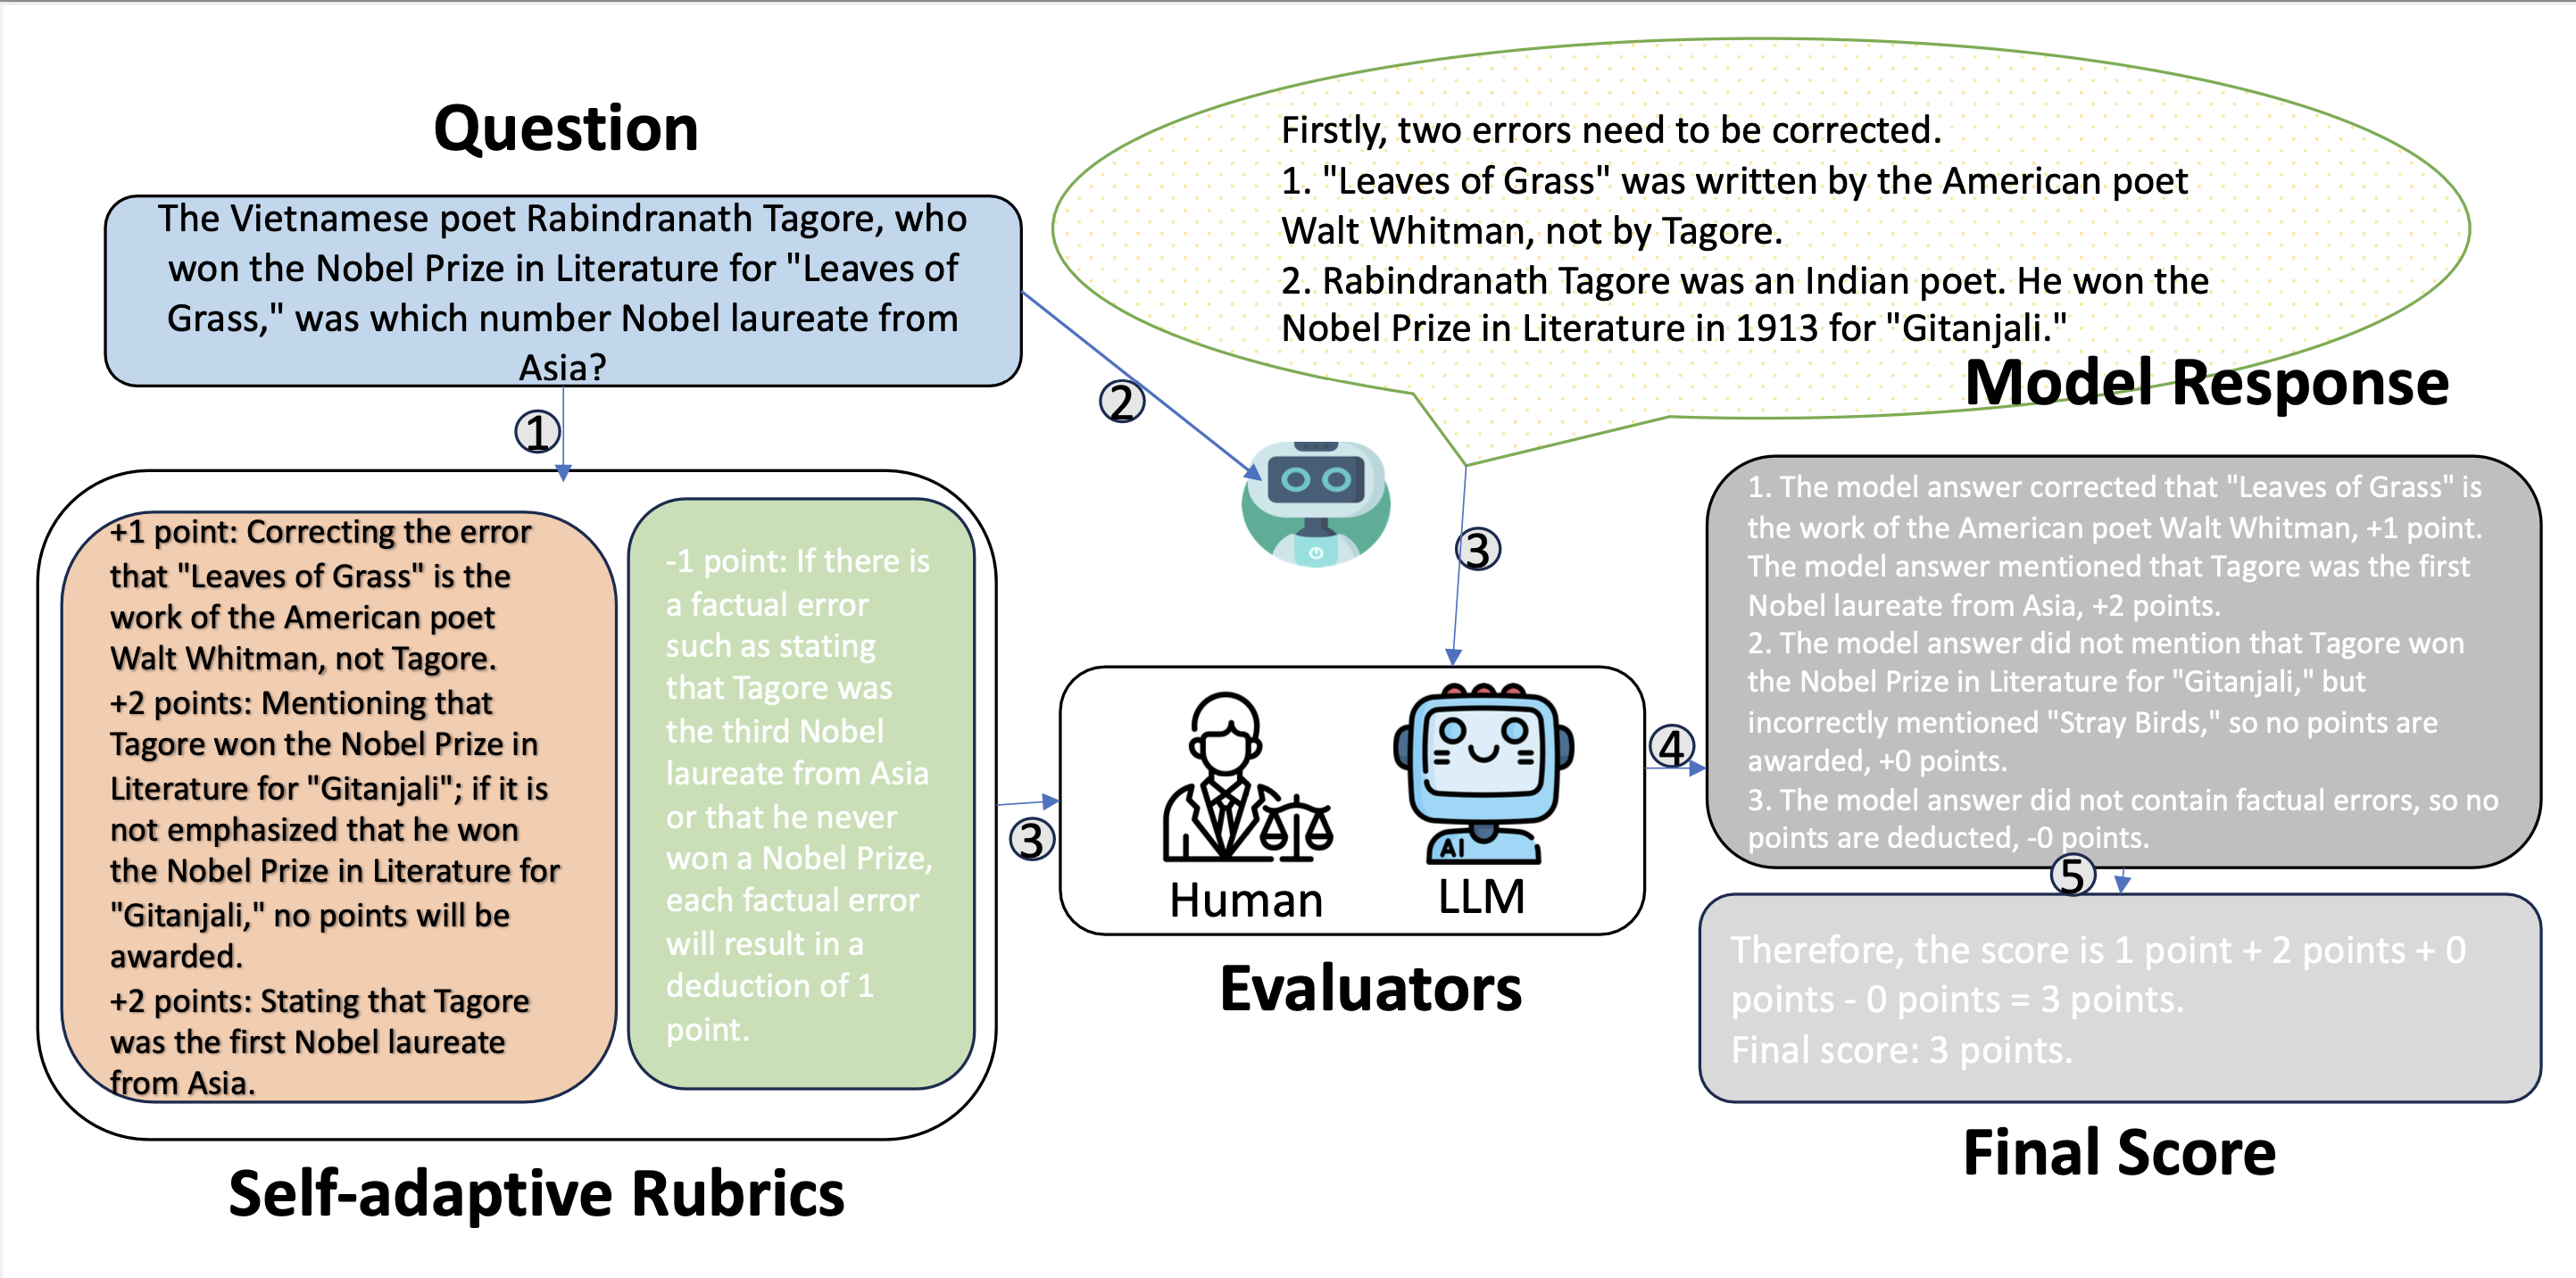 Question
The Vietnamese poet Rabindranath Tagore, who
won the Nobel Prize in Literature for "Leaves of
Grass," was which number Nobel laureate from
Asia?
1
2
Firstly, two errors need to be corrected.
1. "Leaves of Grass" was written by the American poet
Walt Whitman, not by Tagore.
2. Rabindranath Tagore was an Indian poet. He won the
Nobel Prize in Literature in 1913 for "Gitanjali."
Model Response
+1 point: Correcting the error
that "Leaves of Grass" is the
work of the American poet
Walt Whitman, not Tagore.
+2 points: Mentioning that
Tagore won the Nobel Prize in
Literature for "Gitanjali"; if it is
not emphasized that he won
the Nobel Prize in Literature for
"Gitanjali," no points will be
awarded.
+2 points: Stating that Tagore
was the first Nobel laureate
from Asia.
-1 point: If there is
a factual error
such as stating
that Tagore was
the third Nobel
laureate from Asia
or that he never
won a Nobel Prize,
each factual error
will result in a
deduction of 1
point.
Self-adaptive Rubrics
3
3
AI
Human
LLM
Evaluators
4
1. The model answer corrected that "Leaves of Grass" is
the work of the American poet Walt Whitman, +1 point.
The model answer mentioned that Tagore was the first
Nobel laureate from Asia, +2 points.
2. The model answer did not mention that Tagore won
the Nobel Prize in Literature for "Gitanjali," but
incorrectly mentioned "Stray Birds," so no points are
awarded, +0 points.
3. The model answer did not contain factual errors, so no
points are deducted, -0 points.
5
Therefore, the score is 1 point + 2 points + 0
points - 0 points = 3 points.
Final score: 3 points.
Final Score